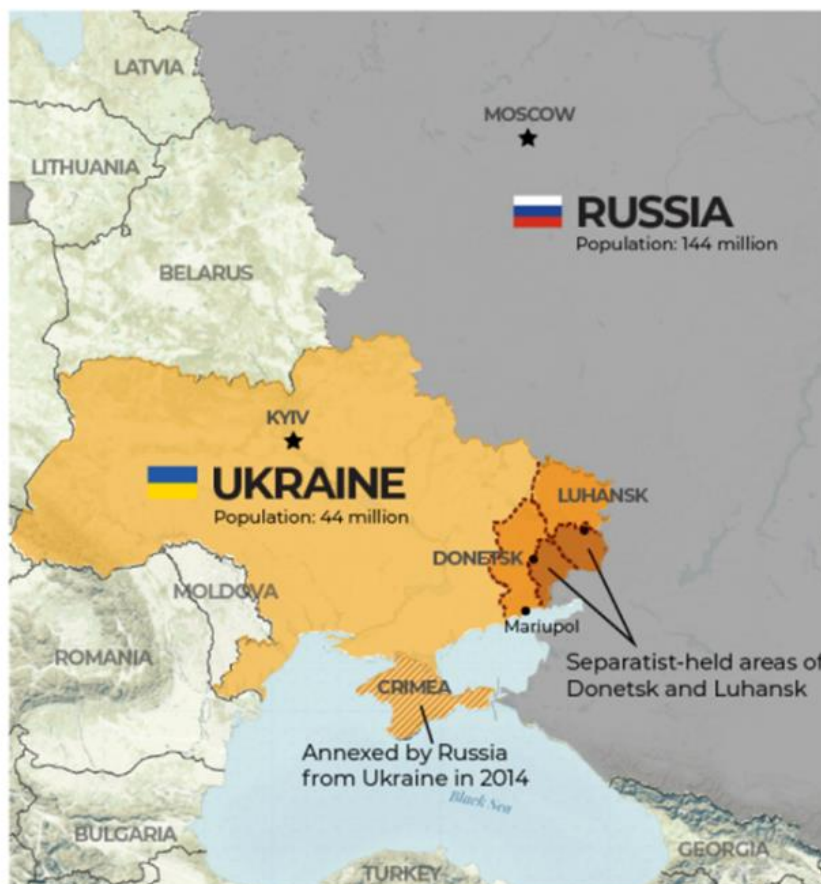 LATVIA
MOSCOW
LITHUANIA
RUSSIA
Population: 144 million
BELARUS
KYIV
UKRAINE
Population: 44 million
LUHANSK
DONETSK
MOLDOVA
Mariupol
ROMANIA
Separatist-held areas of
Donetsk and Luhansk
CRIMEA
Annexed by Russia
from Ukraine in 2014
Black Sea
BULGARIA
GEORGIA
TURKEY